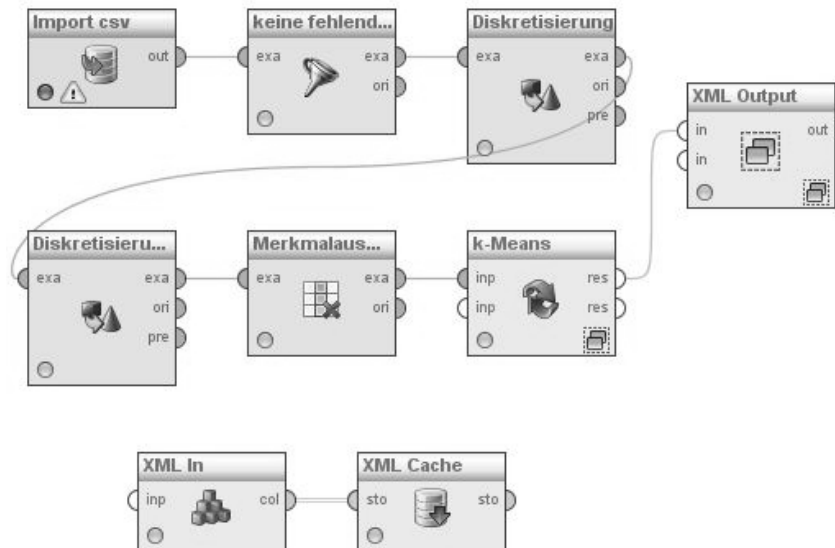 Import csv
out
keine fehlend...
exa exa
ori
Diskretisierung
exa exa
ori
pre
XML Output
in out
in
Diskretisieru...
exa exa
ori
pre
Merkmalaus...
exa exa
ori
k-Means
inp res
inp res
XML In
inp col
XML Cache
sto sto